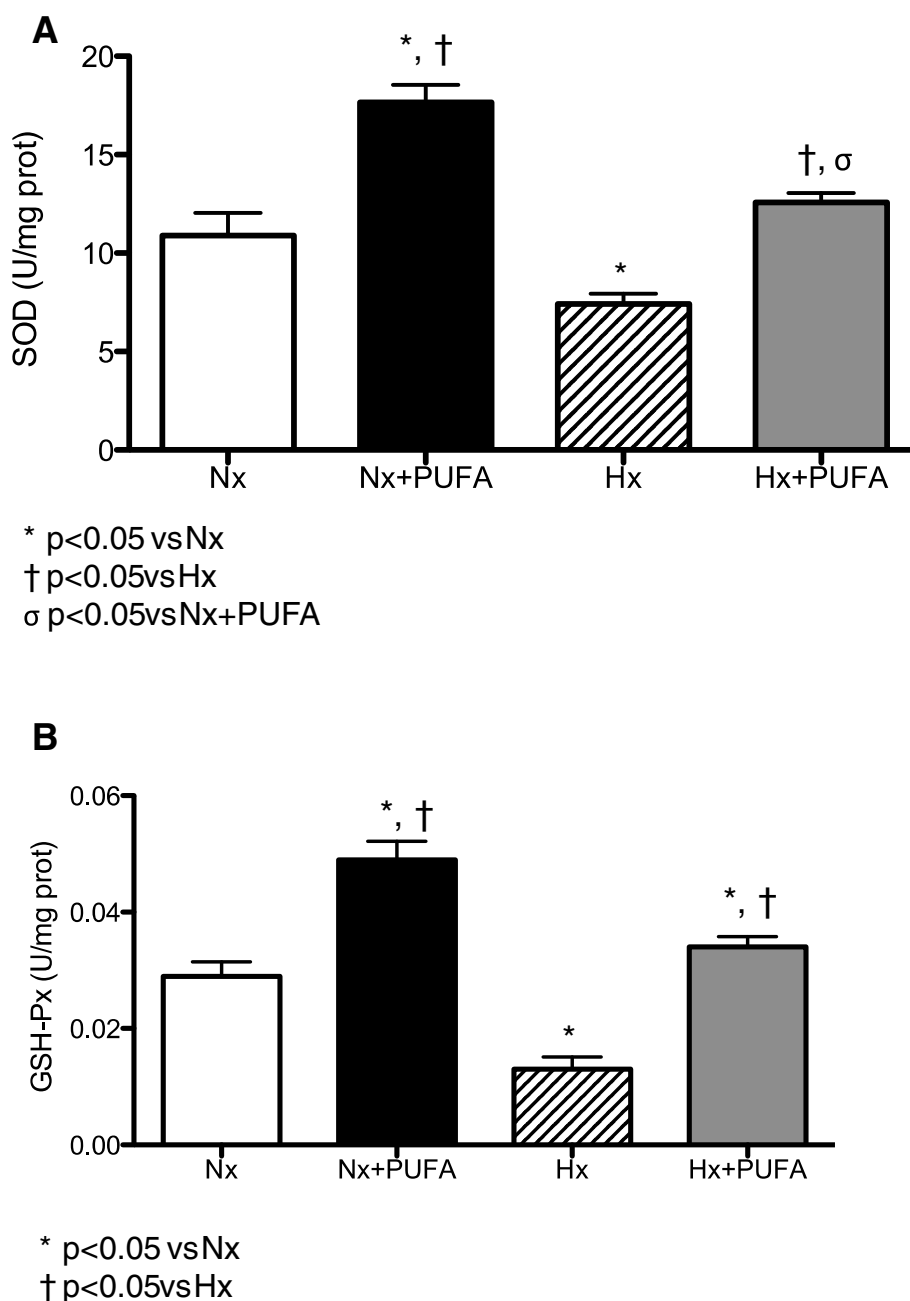 A
20
15
10
5
0
SOD (U/mg prot)
*, †
*
†, σ
Nx Nx+PUFA Hx Hx+PUFA
* p<0.05 vsNx
† p<0.05vsHx
σ p<0.05vsNx+PUFA
B
0.06
0.04
0.02
0.00
GSH-Px (U/mg prot)
*, †
*
*, †
Nx Nx+PUFA Hx Hx+PUFA
* p<0.05 vsNx
† p<0.05vsHx